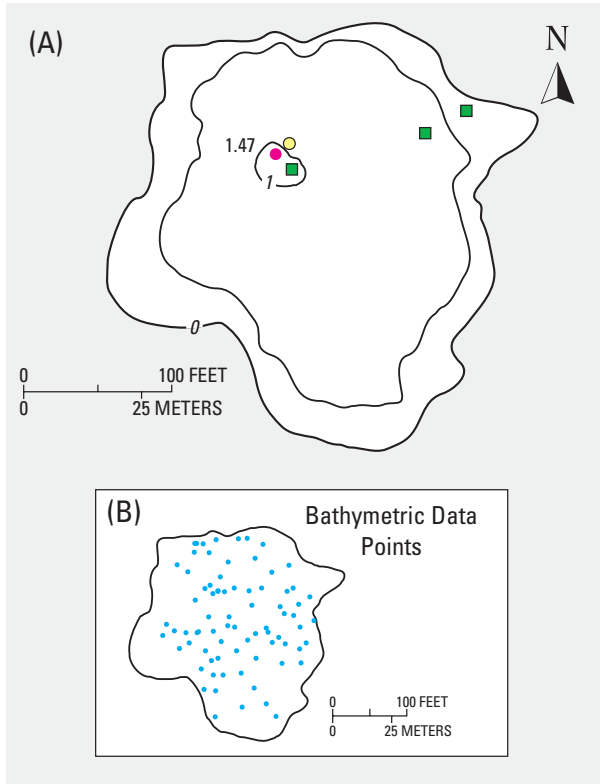 (A)
N
1.47
1
0
0 100 FEET
0 25 METERS
(B)
Bathymetric Data
Points
0 100 FEET
0 25 METERS